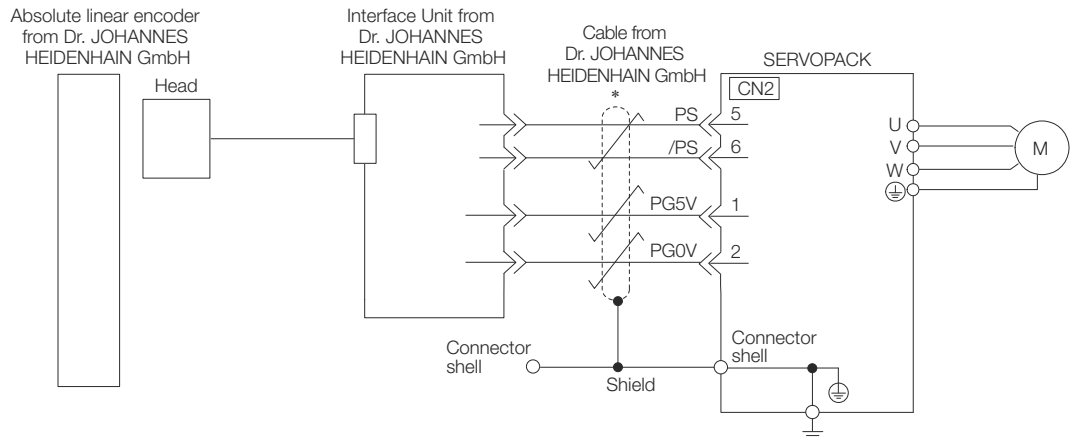 Absolute linear encoder
from Dr. JOHANNES
HEIDENHAIN GmbH
Head
Interface Unit from
Dr. JOHANNES
HEIDENHAIN GmbH
Cable from
Dr. JOHANNES
HEIDENHAIN GmbH
*
SERVOPACK
CN2
PS 5
/PS 6
PG5V 1
PG0V 2
U
V
W
M
Connector
shell
Shield
Connector
shell